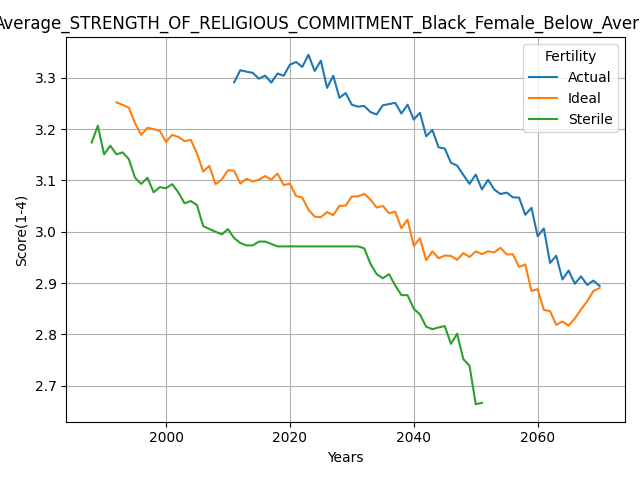 Average_STRENGTH_OF_RELIGIOUS_COMMITMENT_Black_Female_Below_Aver
Fertility
Actual
Ideal
Sterile
Score(1-4)
3.3
3.2
3.1
3.0
2.9
2.8
2.7
2000
2020
2040
2060
Years